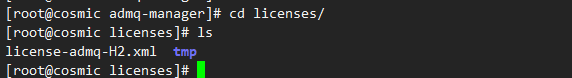 [root@cosmic admq-manager]# cd licenses/
[root@cosmic licenses]# ls
license-admq-H2.xml  tmp
[root@cosmic licenses]#